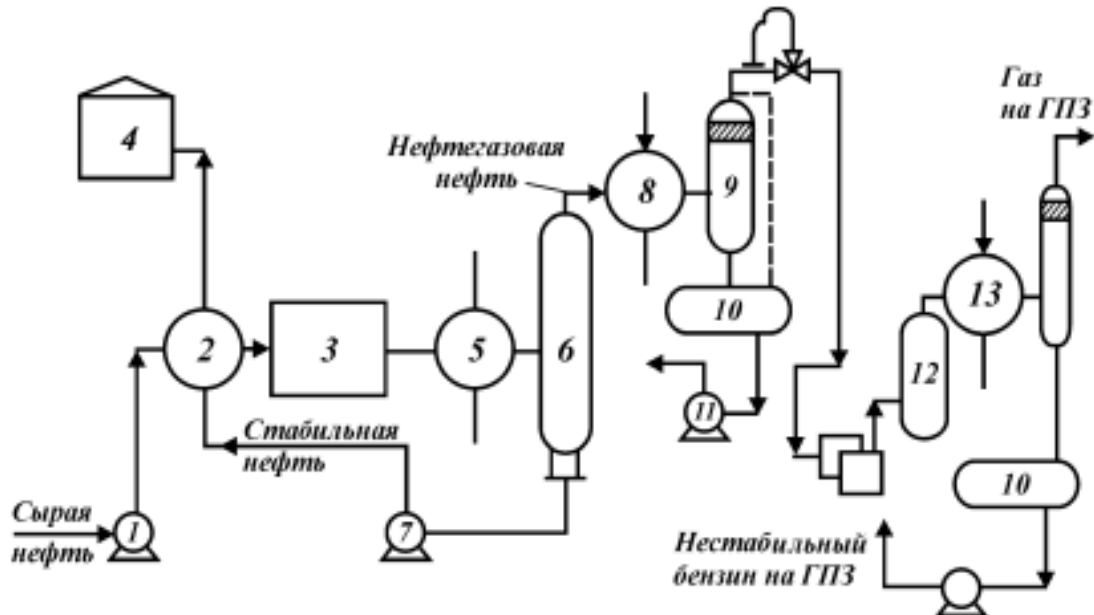 Газ
на ГПЗ
4
Нефтегазовая
нефть
8
9
10
13
2
3
5
6
12
11
Стабильная
нефть
10
Сырая
нефть
1
7
Нестабильный
бензин на ГПЗ